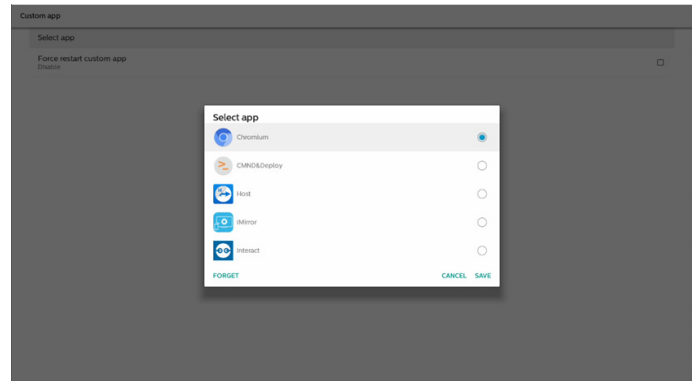 Custom app
Select app
Force restart custom app
Enable
Select app
Chromium
CMND&Deploy
Host
iMirror
Interact
FORGET
CANCEL SAVE